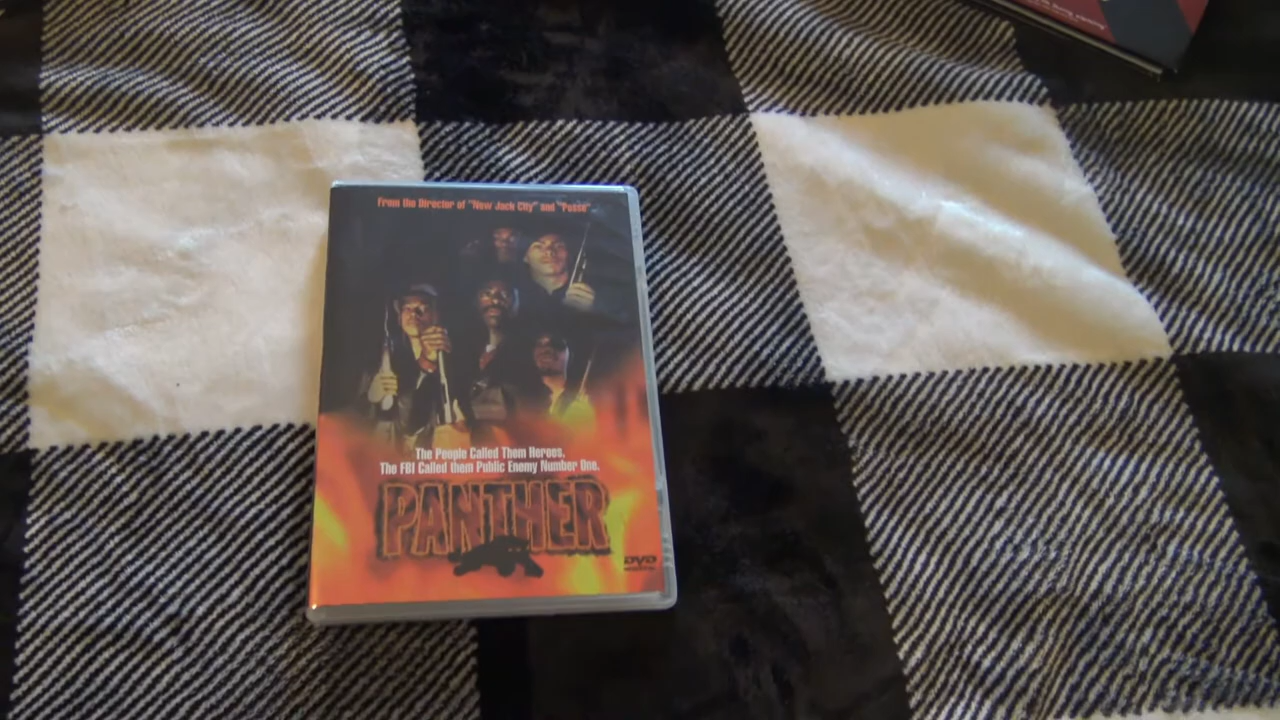 From the Director of "New Jack City" and "Posse"
The People Called Them Heroes.
The FBI Called them Public Enemy Number One.
PANTHER
DVD